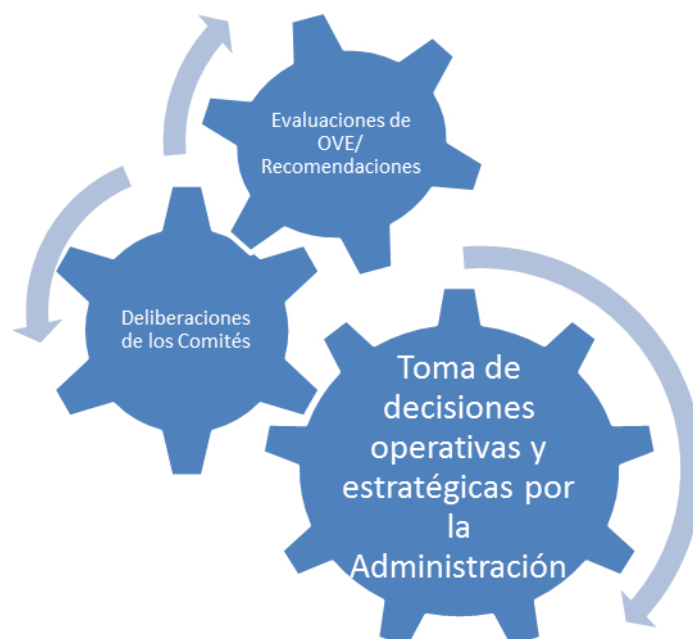 Evaluaciones de
OVE/
Recomendaciones
Deliberaciones
de los Comités
Toma de
decisiones
operativas y
estratégicas por
la
Administración